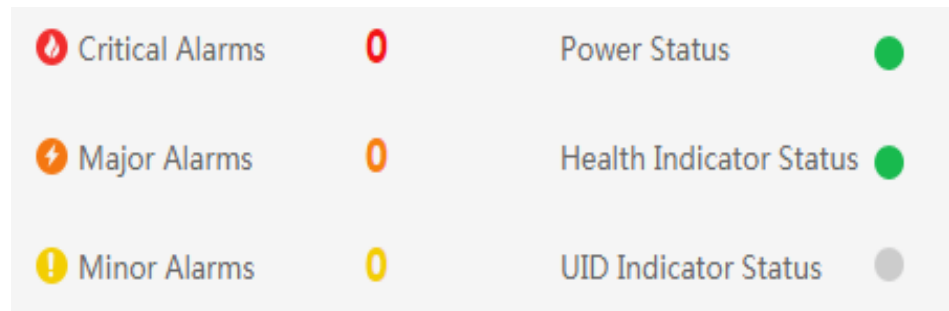 Critical Alarms 0 Power Status
Major Alarms 0 Health Indicator Status
Minor Alarms 0 UID Indicator Status